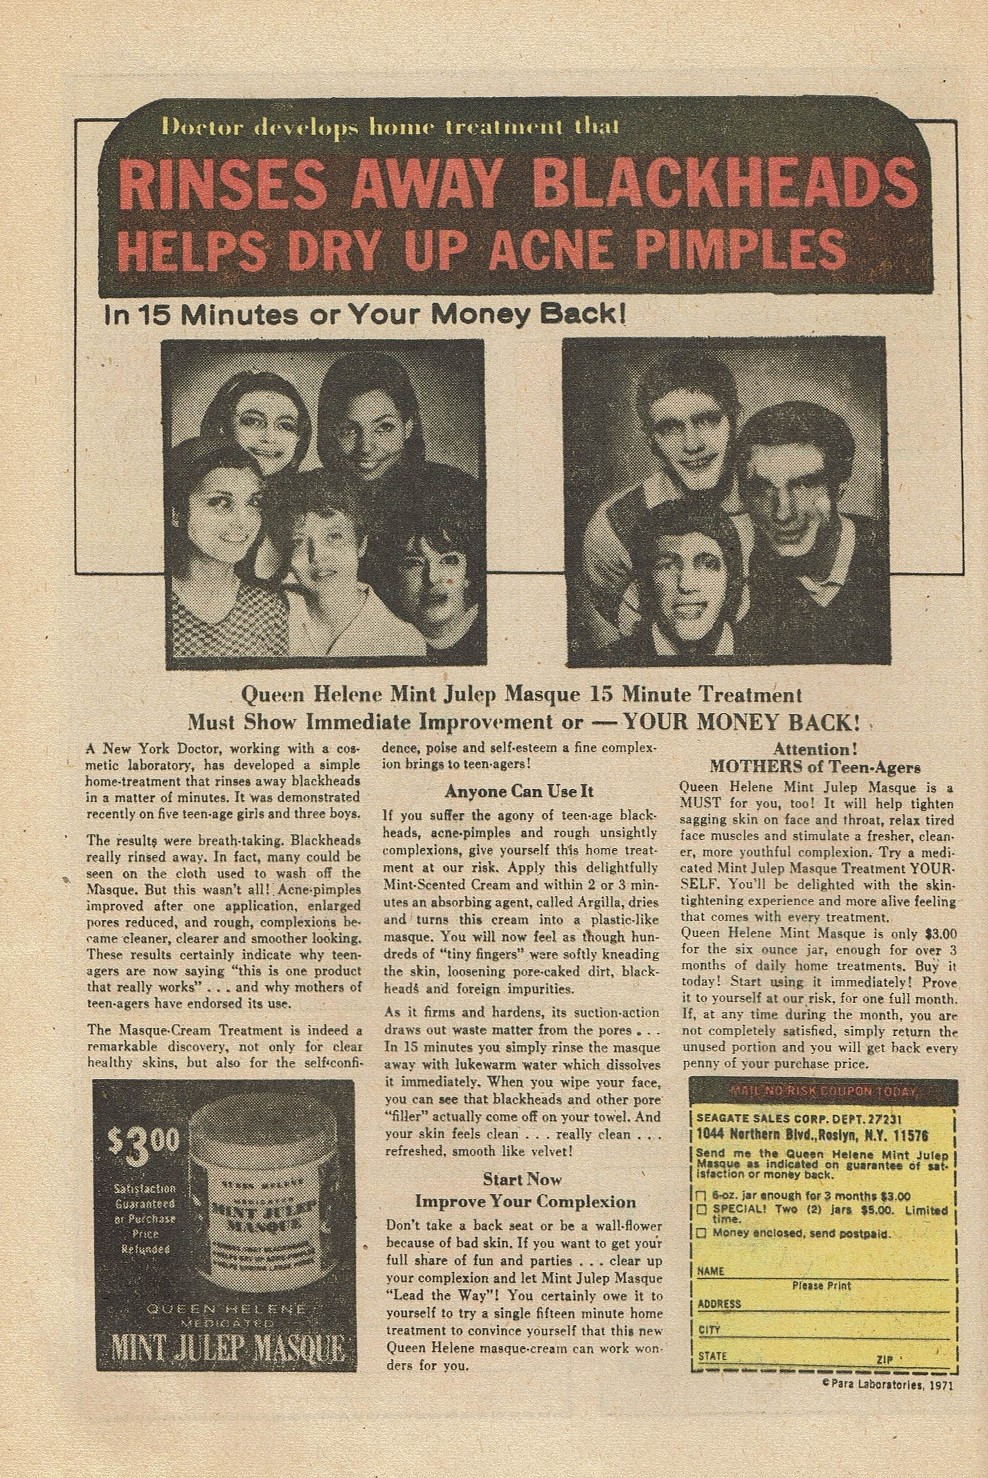 Doctor develops home treatment that
RINSES AWAY BLACKHEADS
HELPS DRY UP ACNE PIMPLES
In 15 Minutes or Your Money Back!
Queen Helene Mint Julep Masque 15 Minute Treatment
Must Show Immediate Improvement or — YOUR MONEY BACK!
A New York Doctor, working with a cos-
metic laboratory, has developed a simple
home-treatment that rinses away blackheads
in a matter of minutes. It was demonstrated
recently on five teen-age girls and three boys.
The results were breath-taking. Blackheads
really rinsed away. In fact, many could be
seen on the cloth used to wash off the
Masque. But this wasn't all! Acne-pimples
improved after one application, enlarged
pores reduced, and rough, complexions be-
came cleaner, clearer and smoother looking.
These results certainly indicate why teen-
agers are now saying "this is one product
that really works" . . . and why mothers of
teen-agers have endorsed its use.
The Masque-Cream Treatment is indeed a
remarkable discovery, not only for clear
healthy skins, but also for the self-confi-
$3.00
Satisfaction
Guaranteed
or Purchase
Price
Refunded
QUEEN HELENE
MEDICATED
MINT JULEP
MASQUE
QUEEN HELENE
MEDICATED
MINT JULEP MASQUE
dence, poise and self-esteem a fine complex-
ion brings to teen-agers!
Anyone Can Use It
If you suffer the agony of teen-age black-
heads, acne-pimples and rough unsightly
complexions, give yourself this home treat-
ment at our risk. Apply this delightfully
Mint-Scented Cream and within 2 or 3 min-
utes an absorbing agent, called Argilla, dries
and turns this cream into a plastic-like
masque. You will now feel as though hun-
dreds of "tiny fingers" were softly kneading
the skin, loosening pore-caked dirt, black-
heads and foreign impurities.
As it firms and hardens, its suction-action
draws out waste matter from the pores . . .
In 15 minutes you simply rinse the masque
away with lukewarm water which dissolves
it immediately. When you wipe your face,
you can see that blackheads and other pore
"filler" actually come off on your towel. And
your skin feels clean . . . really clean . . .
refreshed, smooth like velvet!
Start Now
Improve Your Complexion
Don't take a back seat or be a wall-flower
because of bad skin. If you want to get your
full share of fun and parties . . . clear up
your complexion and let Mint Julep Masque
"Lead the Way"! You certainly owe it to
yourself to try a single fifteen minute home
treatment to convince yourself that this new
Queen Helene masque-cream can work won-
ders for you.
Attention!
MOTHERS of Teen-Agers
Queen Helene Mint Julep Masque is a
MUST for you, too! It will help tighten
sagging skin on face and throat, relax tired
face muscles and stimulate a fresher, clean-
er, more youthful complexion. Try a medi-
cated Mint Julep Masque Treatment YOUR-
SELF. You'll be delighted with the skin-
tightening experience and more alive feeling
that comes with every treatment.
Queen Helene Mint Masque is only $3.00
for the six ounce jar, enough for over 3
months of daily home treatments. Buy it
today! Start using it immediately! Prove
it to yourself at our risk, for one full month.
If, at any time during the month, you are
not completely satisfied, simply return the
unused portion and you will get back every
penny of your purchase price.
MAIL NO RISK COUPON TODAY
SEAGATE SALES CORP. DEPT. 27231
1044 Northern Blvd., Roslyn, N.Y. 11576
Send me the Queen Helene Mint Julep
Masque as indicated on guarantee of sat-
isfaction or money back.
6-oz. jar enough for 3 months $3.00
SPECIAL! Two (2) jars $5.00. Limited
time.
Money enclosed, send postpaid.
NAME
Please Print
ADDRESS
CITY
STATE ZIP
© Para Laboratories, 1971